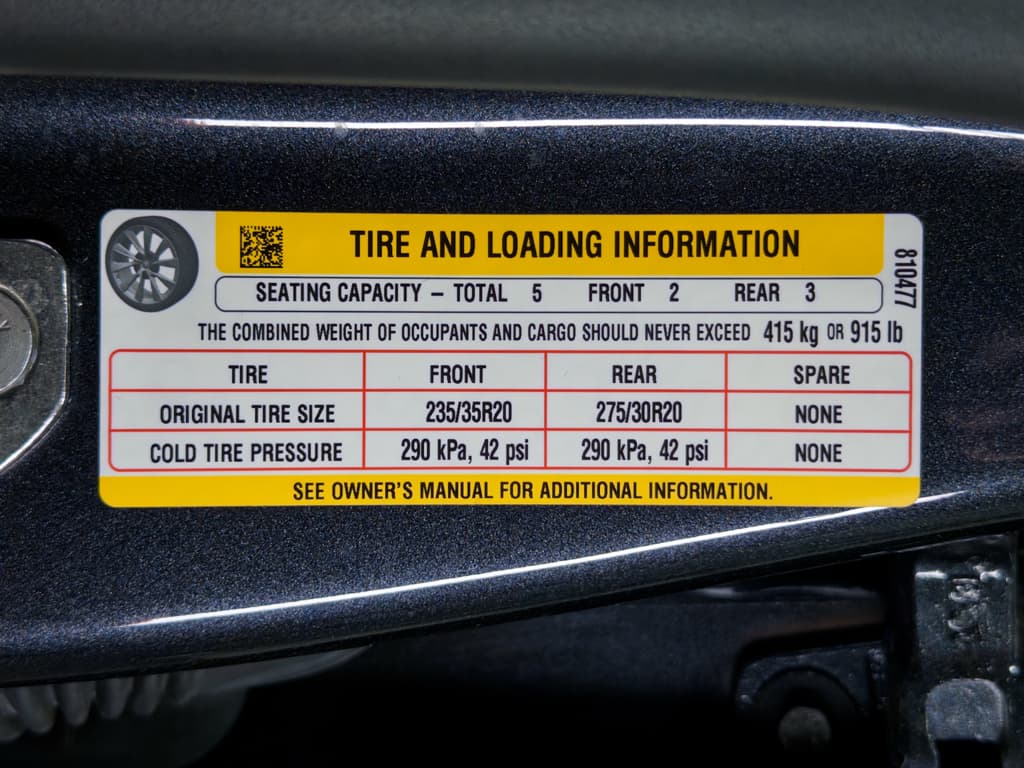 TIRE AND LOADING INFORMATION
810477
SEATING CAPACITY – TOTAL 5 FRONT 2 REAR 3
THE COMBINED WEIGHT OF OCCUPANTS AND CARGO SHOULD NEVER EXCEED 415 kg OR 915 lb
TIRE FRONT REAR SPARE
ORIGINAL TIRE SIZE 235/35R20 275/30R20 NONE
COLD TIRE PRESSURE 290 kPa, 42 psi 290 kPa, 42 psi NONE
SEE OWNER'S MANUAL FOR ADDITIONAL INFORMATION.